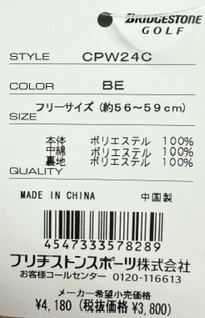 BRIDGESTONE
GOLF
STYLE CPW24C
COLOR BE
フリーサイズ (約56～59cm)
SIZE
本体 ポリエステル 100%
中綿 ポリエステル 100%
裏地 ポリエステル 100%
QUALITY
MADE IN CHINA 中国製
4547333578289
ブリヂストンスポーツ株式会社
お客様コールセンター 0120-116613
メーカー希望小売価格
¥4,180 (税抜価格 ¥3,800)